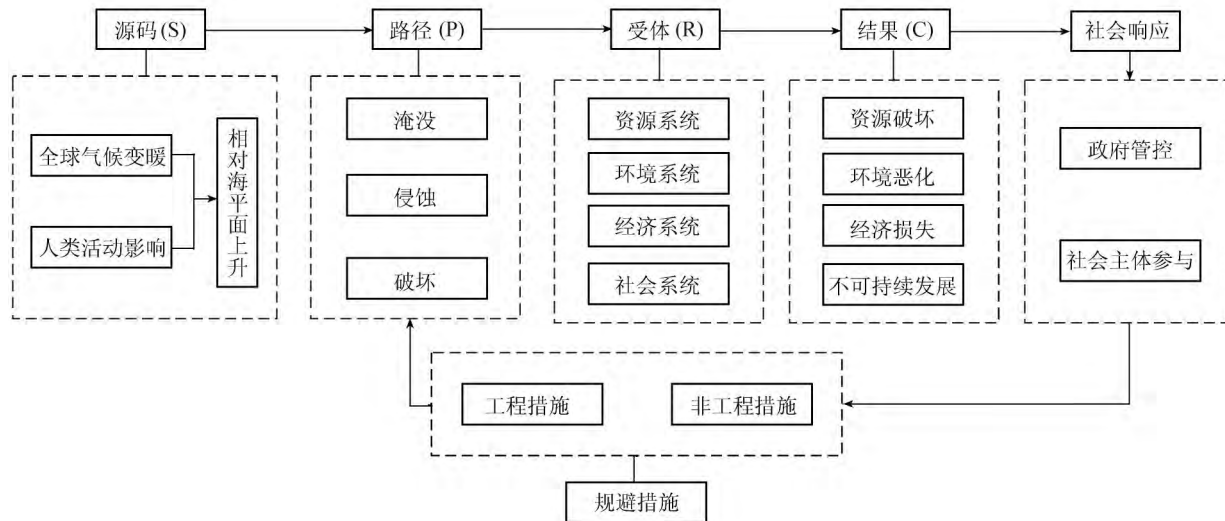 源码(S)
路径(P)
受体(R)
结果(C)
社会响应
全球气候变暖
人类活动影响
相对海平面上升
淹没
侵蚀
破坏
资源系统
环境系统
经济系统
社会系统
资源破坏
环境恶化
经济损失
不可持续发展
政府管控
社会主体参与
工程措施
非工程措施
规避措施